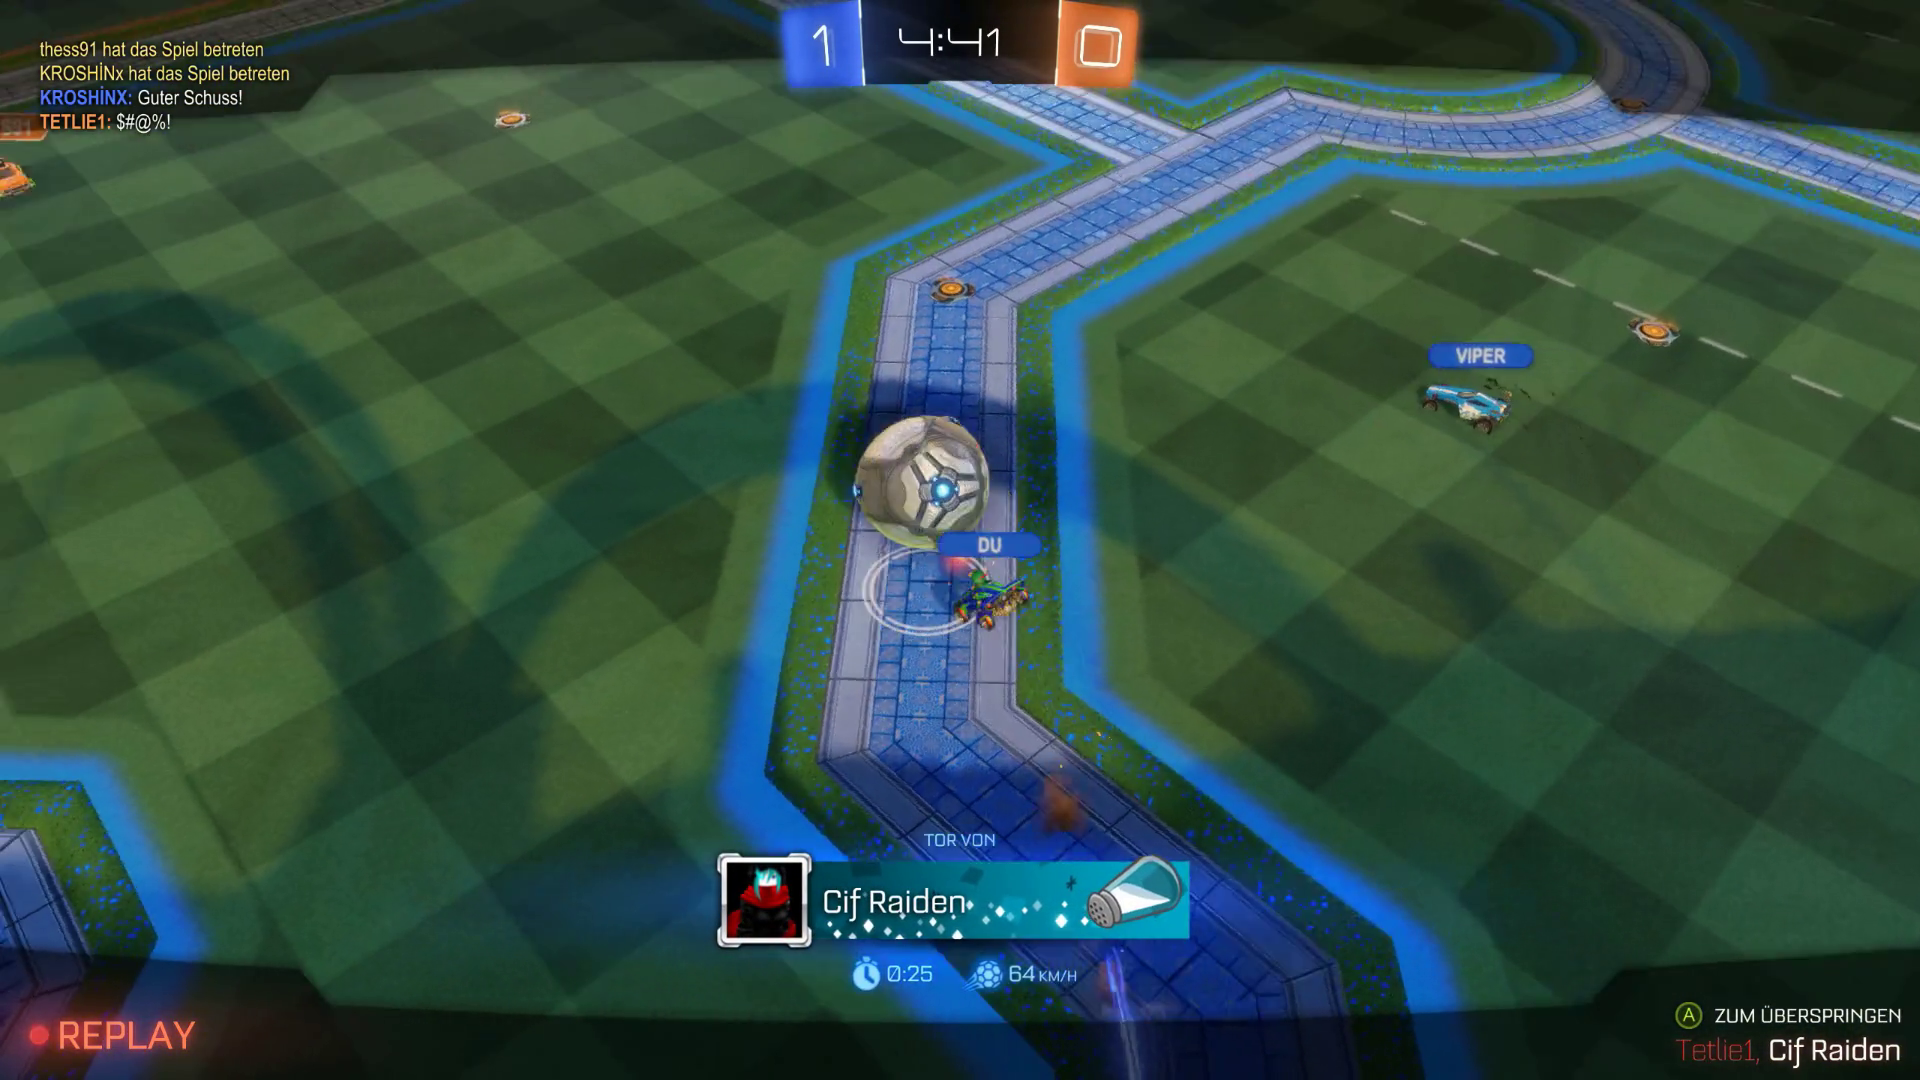 1 4:41 0
thess91 hat das Spiel betreten
KROSHİNx hat das Spiel betreten
KROSHİNX: Guter Schuss!
TETLIE1: $#@%!
VIPER
DU
TOR VON
Cif Raiden
0:25 64 KM/H
REPLAY
A ZUM ÜBERSPRINGEN
Tetlie1, Cif Raiden